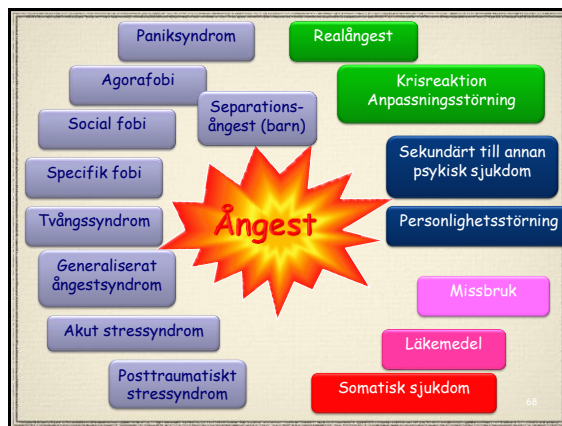 Paniksyndrom
Realångest
Agorafobi
Krisreaktion
Anpassningsstörning
Separations-
ångest (barn)
Social fobi
Sekundärt till annan
psykisk sjukdom
Specifik fobi
Ångest
Tvångssyndrom
Personlighetsstörning
Generaliserat
ångestsyndrom
Missbruk
Akut stressyndrom
Läkemedel
Posttraumatiskt
stressyndrom
Somatisk sjukdom
68